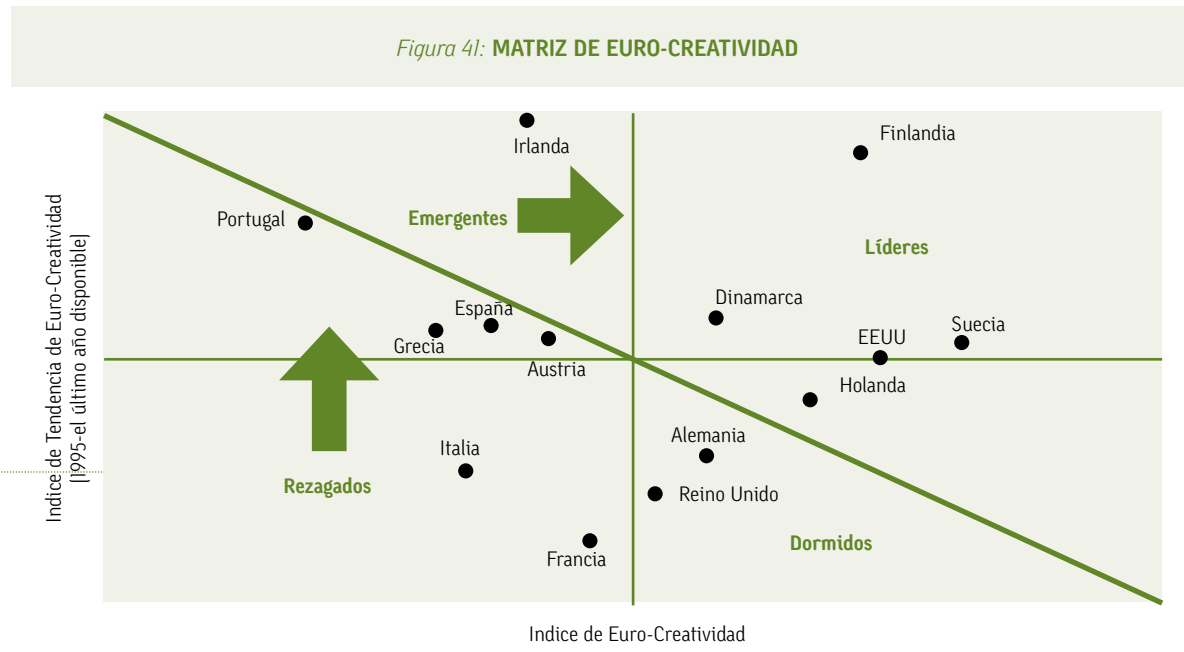 Figura 41: MATRIZ DE EURO-CREATIVIDAD
Irlanda
Finlandia
Portugal
Emergentes
Líderes
Dinamarca
España
Suecia
EEUU
Grecia
Austria
Holanda
Alemania
Italia
Rezagados
Reino Unido
Dormidos
Francia
Indice de Tendencia de Euro-Creatividad
(1995-el último año disponible)
Indice de Euro-Creatividad